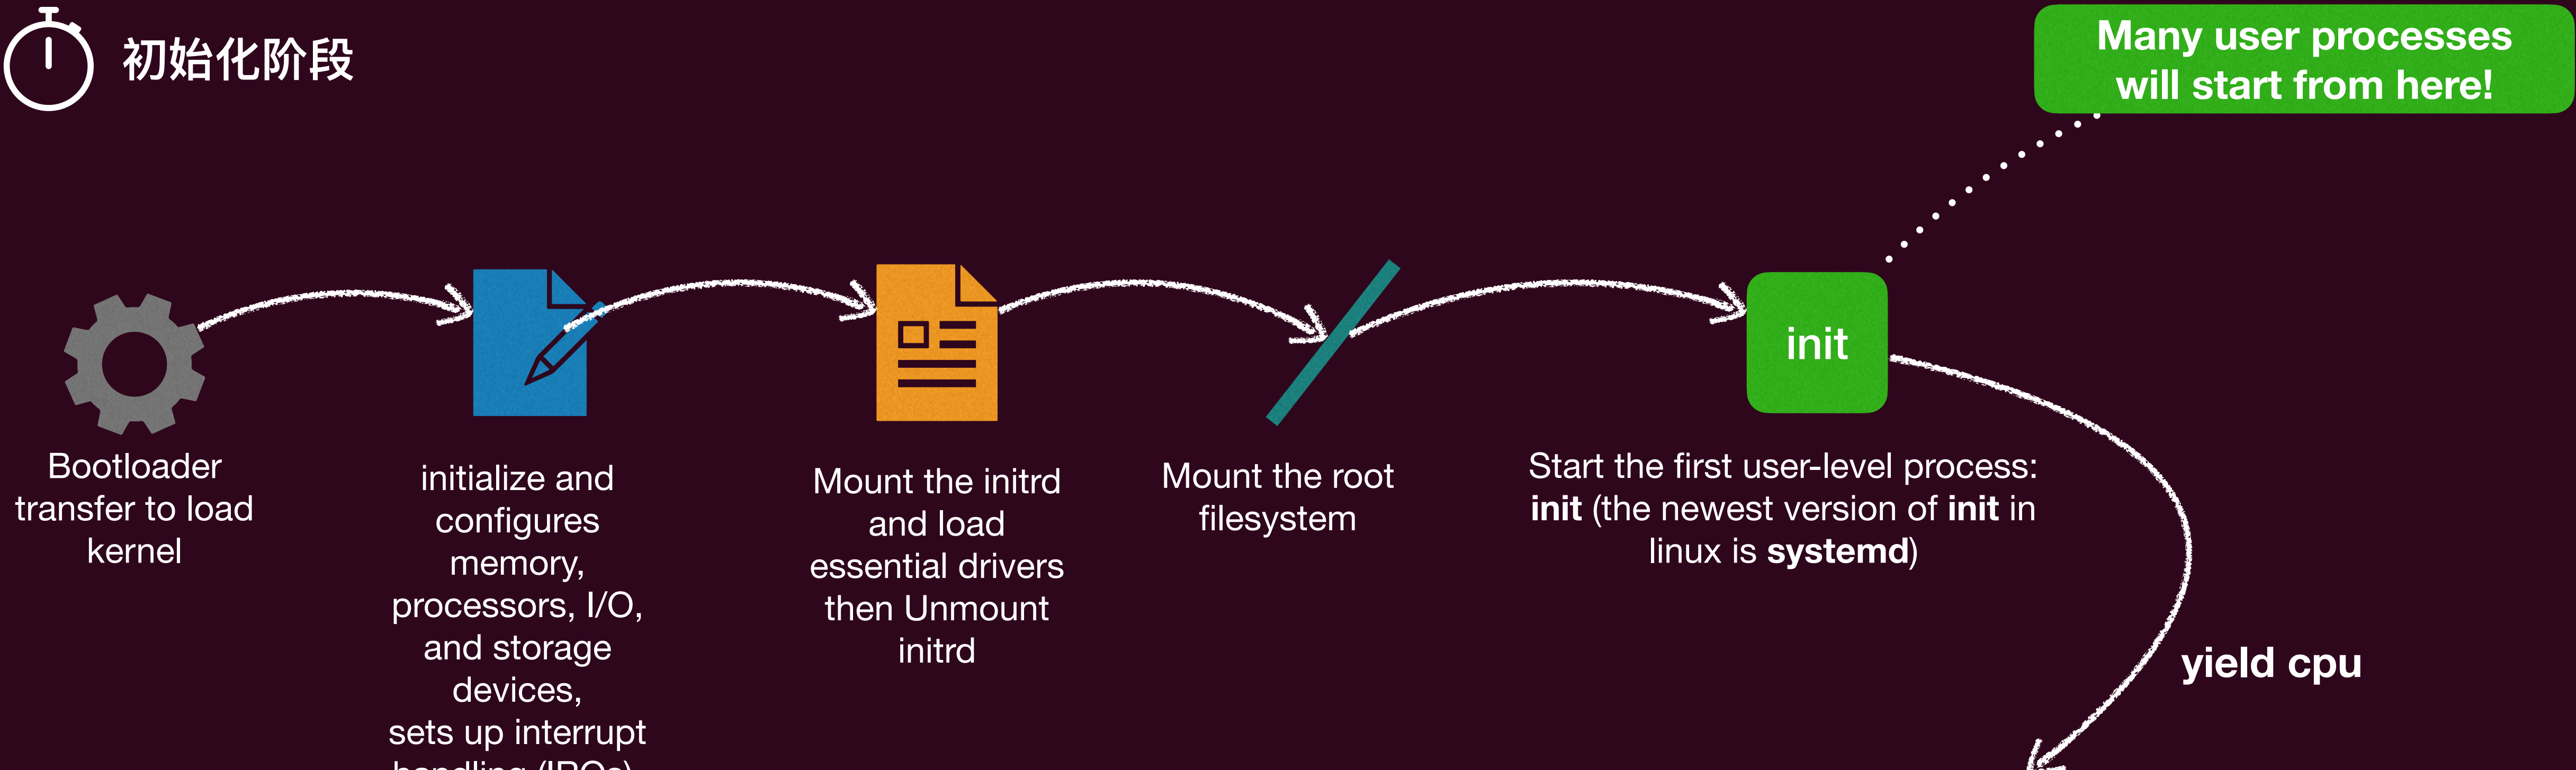 初始化阶段
Many user processes
will start from here!
init
Bootloader
transfer to load
kernel
initialize and
configures
memory,
processors, I/O,
and storage
devices,
sets up interrupt
handling (IRQs)
Mount the initrd
and load
essential drivers
then Unmount
initrd
Mount the root
filesystem
Start the first user-level process:
init (the newest version of init in
linux is systemd)
yield cpu